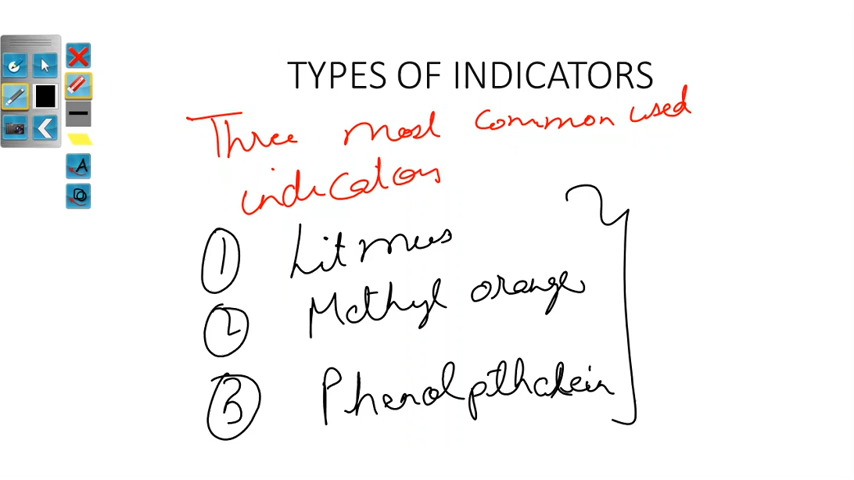 TYPES OF INDICATORS
Three most common used
indicators
1 Litmus
2 Methyl orange
3 Phenolpthalein